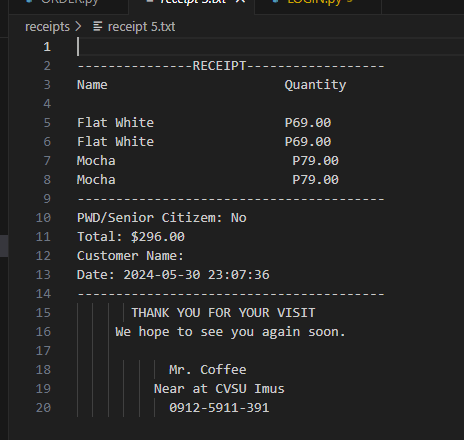 ORDER.py receipt 5.txt LOGIN.py 5
receipts > receipt 5.txt
1
2 ---------------RECEIPT------------------
3 Name Quantity
4
5 Flat White P69.00
6 Flat White P69.00
7 Mocha P79.00
8 Mocha P79.00
9 ----------------------------------------
10 PWD/Senior Citizem: No
11 Total: $296.00
12 Customer Name:
13 Date: 2024-05-30 23:07:36
14 ----------------------------------------
15 THANK YOU FOR YOUR VISIT
16 We hope to see you again soon.
17
18 Mr. Coffee
19 Near at CVSU Imus
20 0912-5911-391